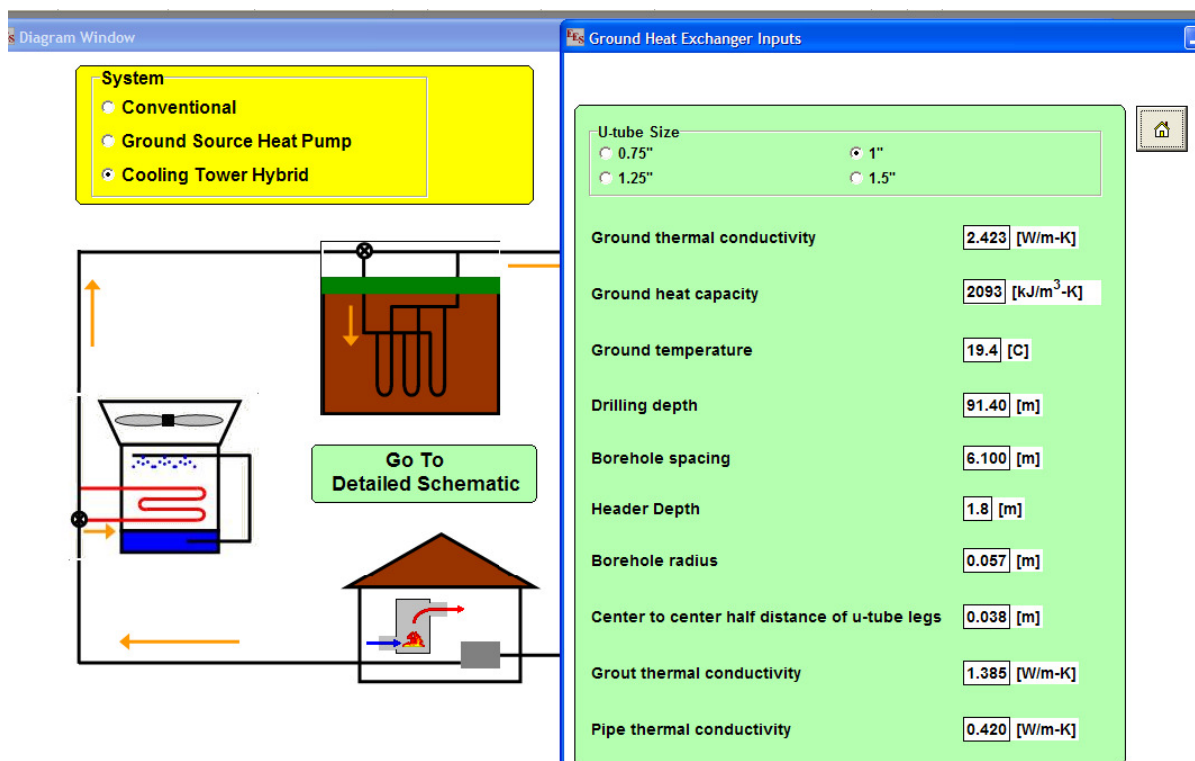 Diagram Window
System
Conventional
Ground Source Heat Pump
Cooling Tower Hybrid
Go To
Detailed Schematic
EES Ground Heat Exchanger Inputs
U-tube Size
0.75" 1"
1.25" 1.5"
Ground thermal conductivity 2.423 [W/m-K]
Ground heat capacity 2093 [kJ/m³-K]
Ground temperature 19.4 [C]
Drilling depth 91.40 [m]
Borehole spacing 6.100 [m]
Header Depth 1.8 [m]
Borehole radius 0.057 [m]
Center to center half distance of u-tube legs 0.038 [m]
Grout thermal conductivity 1.385 [W/m-K]
Pipe thermal conductivity 0.420 [W/m-K]